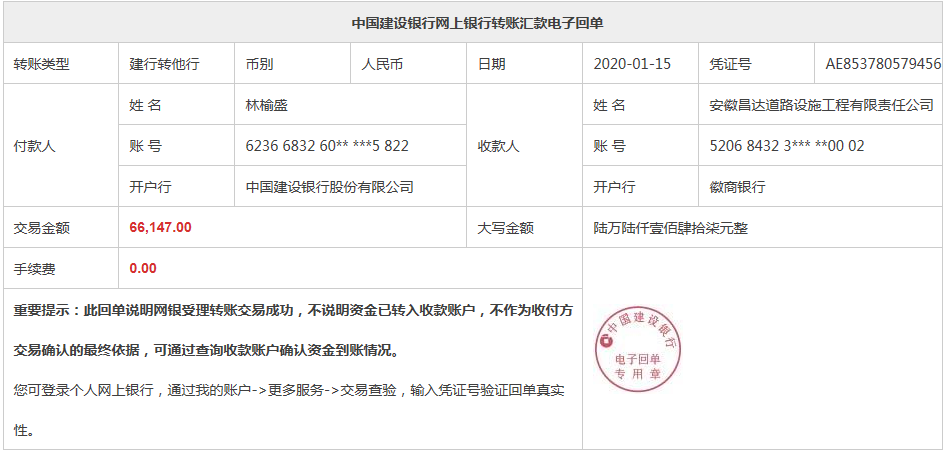 中国建设银行网上银行转账汇款电子回单
转账类型 建行转他行 币别 人民币 日期 2020-01-15 凭证号 AE853780579456
付款人 姓 名 林榆盛 收款人 姓 名 安徽昌达道路设施工程有限责任公司
账 号 6236 6832 60** ***5 822 账 号 5206 8432 3*** **00 02
开户行 中国建设银行股份有限公司 开户行 徽商银行
交易金额 66,147.00 大写金额 陆万陆仟壹佰肆拾柒元整
手续费 0.00
重要提示：此回单说明网银受理转账交易成功，不说明资金已转入收款账户，不作为收付方
交易确认的最终依据，可通过查询收款账户确认资金到账情况。
您可登录个人网上银行，通过我的账户->更多服务->交易查验，输入凭证号验证回单真实
性。
中国建设银行
电子回单
专 用 章